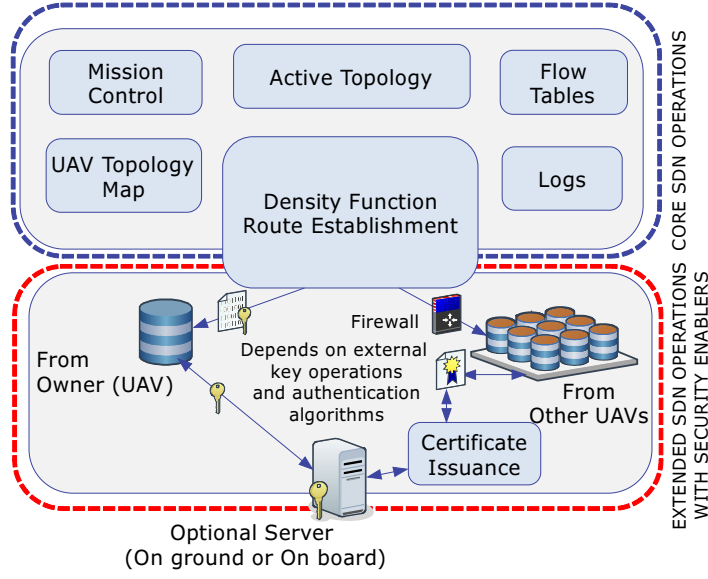 Mission
Control
Active Topology
Flow
Tables
UAV Topology
Map
Density Function
Route Establishment
Logs
CORE SDN OPERATIONS
Firewall
From
Owner (UAV)
Depends on external
key operations
and authentication
algorithms
From
Other UAVs
Certificate
Issuance
EXTENDED SDN OPERATIONS
WITH SECURITY ENABLERS
Optional Server
(On ground or On board)